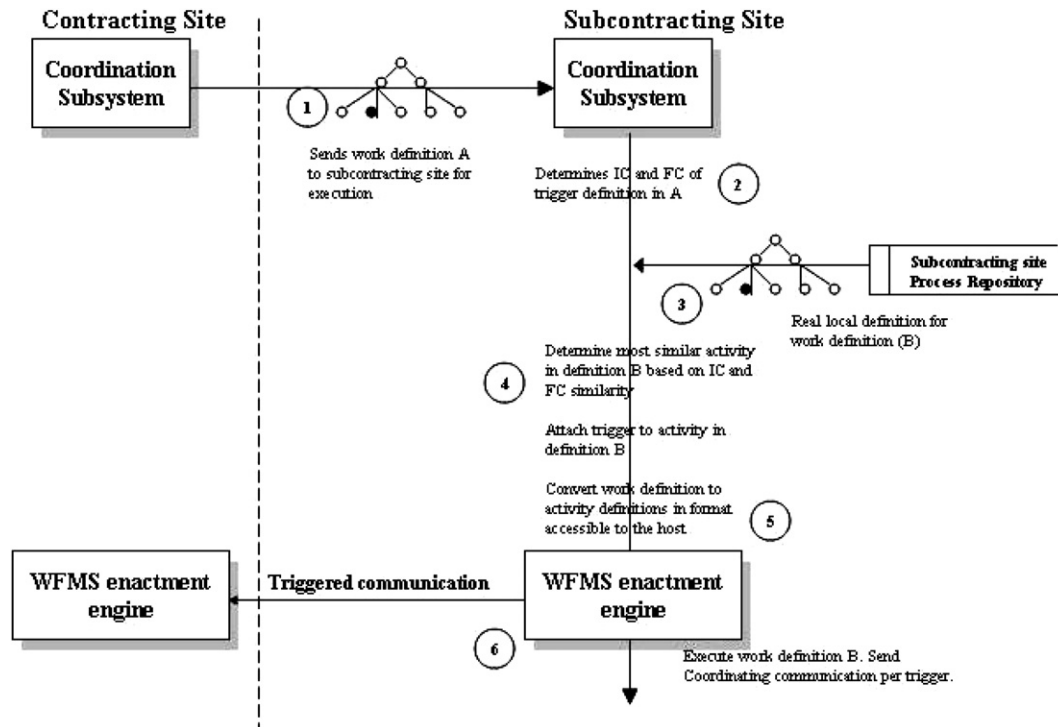 Contracting Site
Subcontracting Site
Coordination
Subsystem
Coordination
Subsystem
1
Sends work definition A
to subcontracting site for
execution
Determines IC and FC of
trigger definition in A
2
3
Subcontracting site
Process Repository
Real local definition for
work definition (B)
4
Determine most similar activity
in definition B based on IC and
FC similarity
Attach trigger to activity in
definition B
Convert work definition to
activity definitions in format
accessible to the host
5
WFMS enactment
engine
Triggered communication
WFMS enactment
engine
6
Execute work definition B. Send
Coordinating communication per trigger.